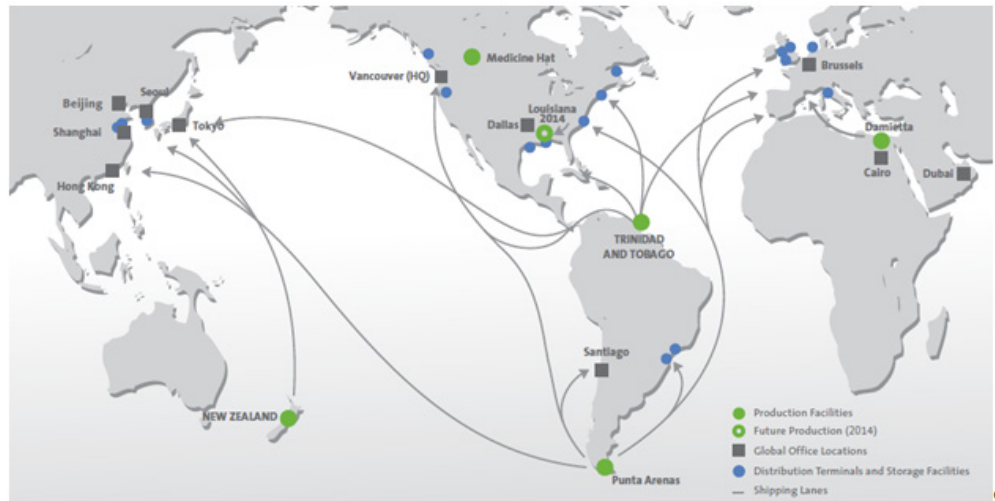 Medicine Hat
Vancouver (HQ)
Brussels
Seoul
Beijing
Louisiana
2014
Dallas
Tokyo
Shanghai
Damietta
Cairo
Dubai
Hong Kong
TRINIDAD
AND TOBAGO
Santiago
NEW ZEALAND
Punta Arenas
Production Facilities
Future Production (2014)
Global Office Locations
Distribution Terminals and Storage Facilities
Shipping Lanes